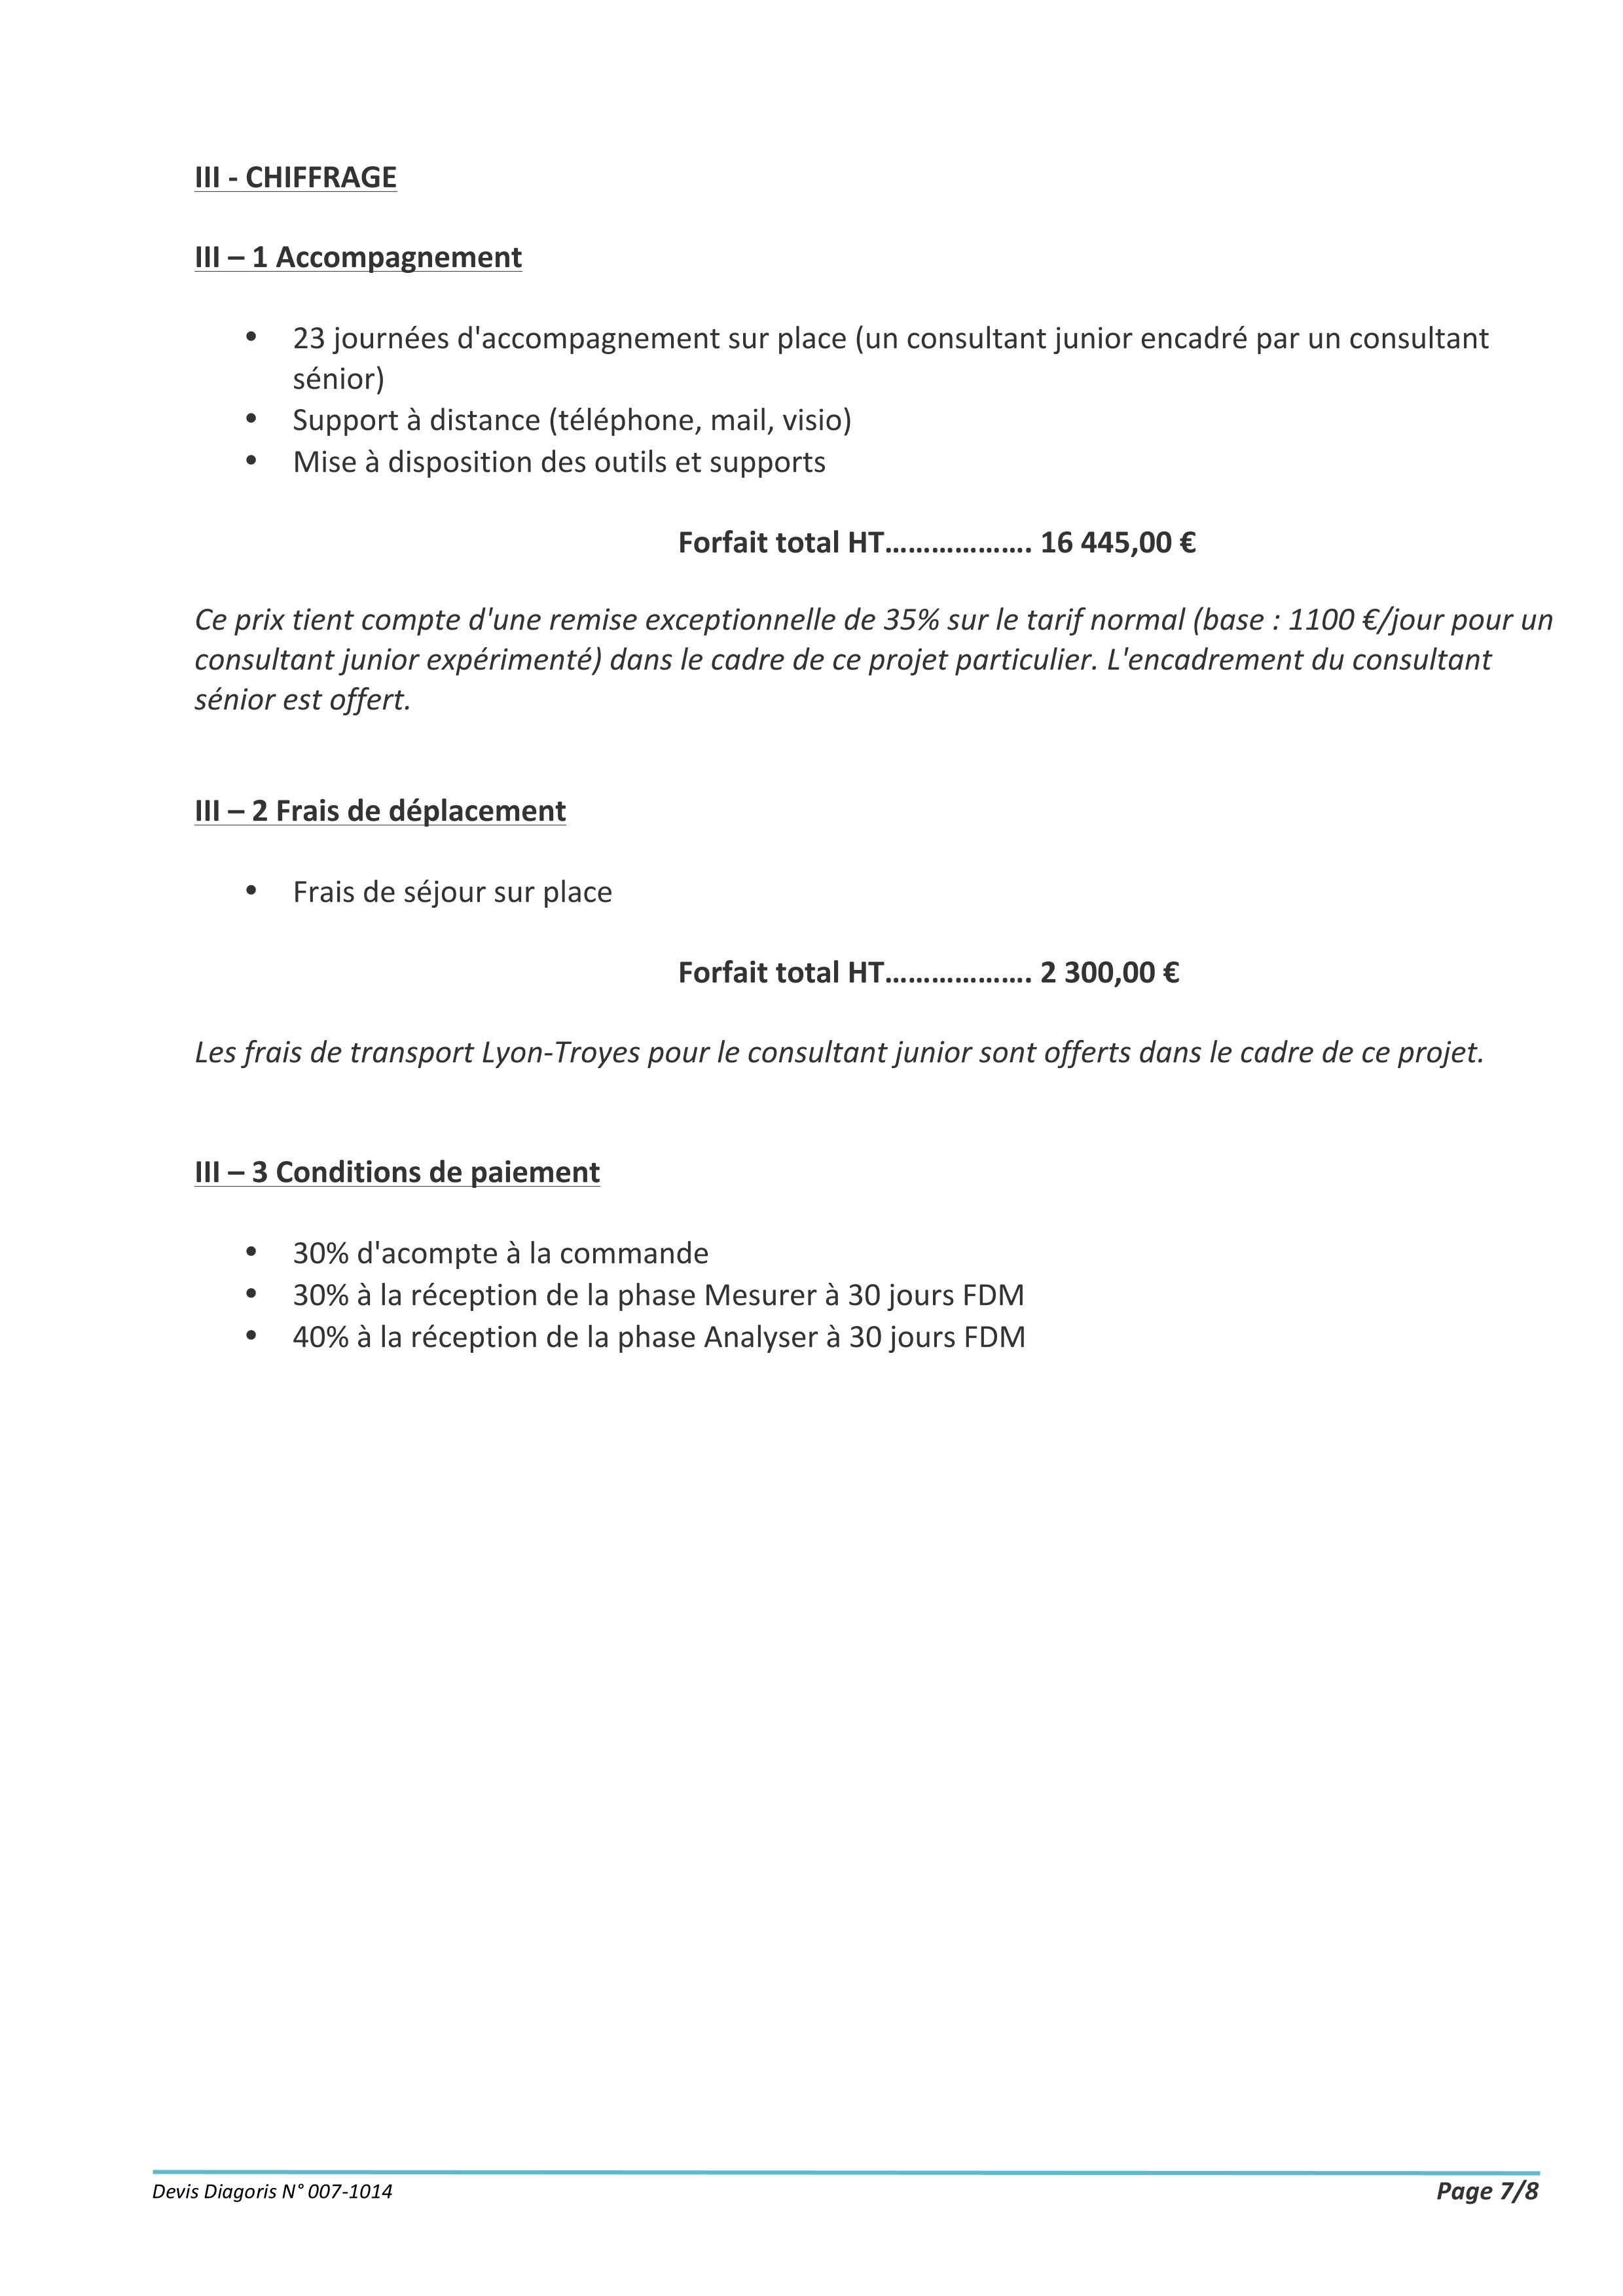 III - CHIFFRAGE
III – 1 Accompagnement
• 23 journées d'accompagnement sur place (un consultant junior encadré par un consultant
sénior)
• Support à distance (téléphone, mail, visio)
• Mise à disposition des outils et supports
Forfait total HT………………. 16 445,00 €
Ce prix tient compte d'une remise exceptionnelle de 35% sur le tarif normal (base : 1100 €/jour pour un
consultant junior expérimenté) dans le cadre de ce projet particulier. L'encadrement du consultant
sénior est offert.
III – 2 Frais de déplacement
• Frais de séjour sur place
Forfait total HT………………. 2 300,00 €
Les frais de transport Lyon-Troyes pour le consultant junior sont offerts dans le cadre de ce projet.
III – 3 Conditions de paiement
• 30% d'acompte à la commande
• 30% à la réception de la phase Mesurer à 30 jours FDM
• 40% à la réception de la phase Analyser à 30 jours FDM
Devis Diagoris N° 007-1014
Page 7/8